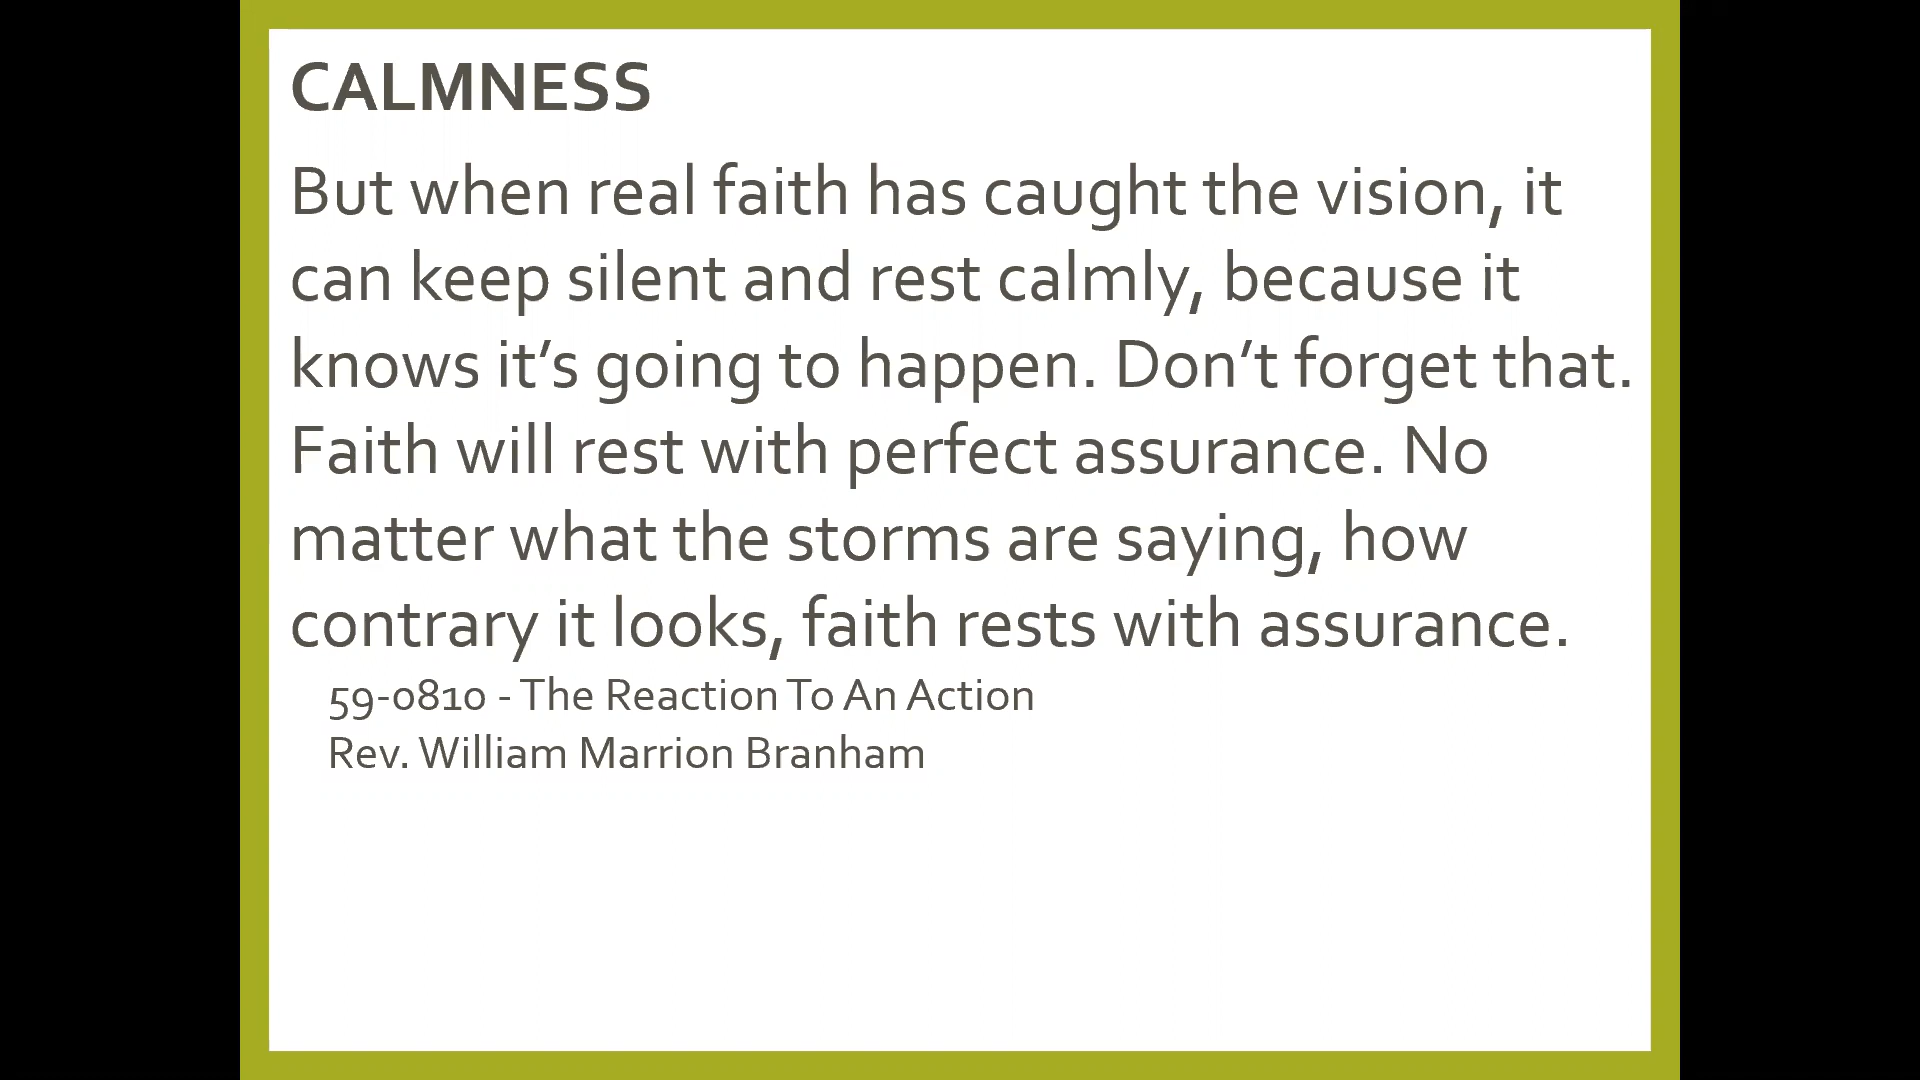 CALMNESS
But when real faith has caught the vision, it
can keep silent and rest calmly, because it
knows it’s going to happen. Don’t forget that.
Faith will rest with perfect assurance. No
matter what the storms are saying, how
contrary it looks, faith rests with assurance.
59-0810 - The Reaction To An Action
Rev. William Marrion Branham